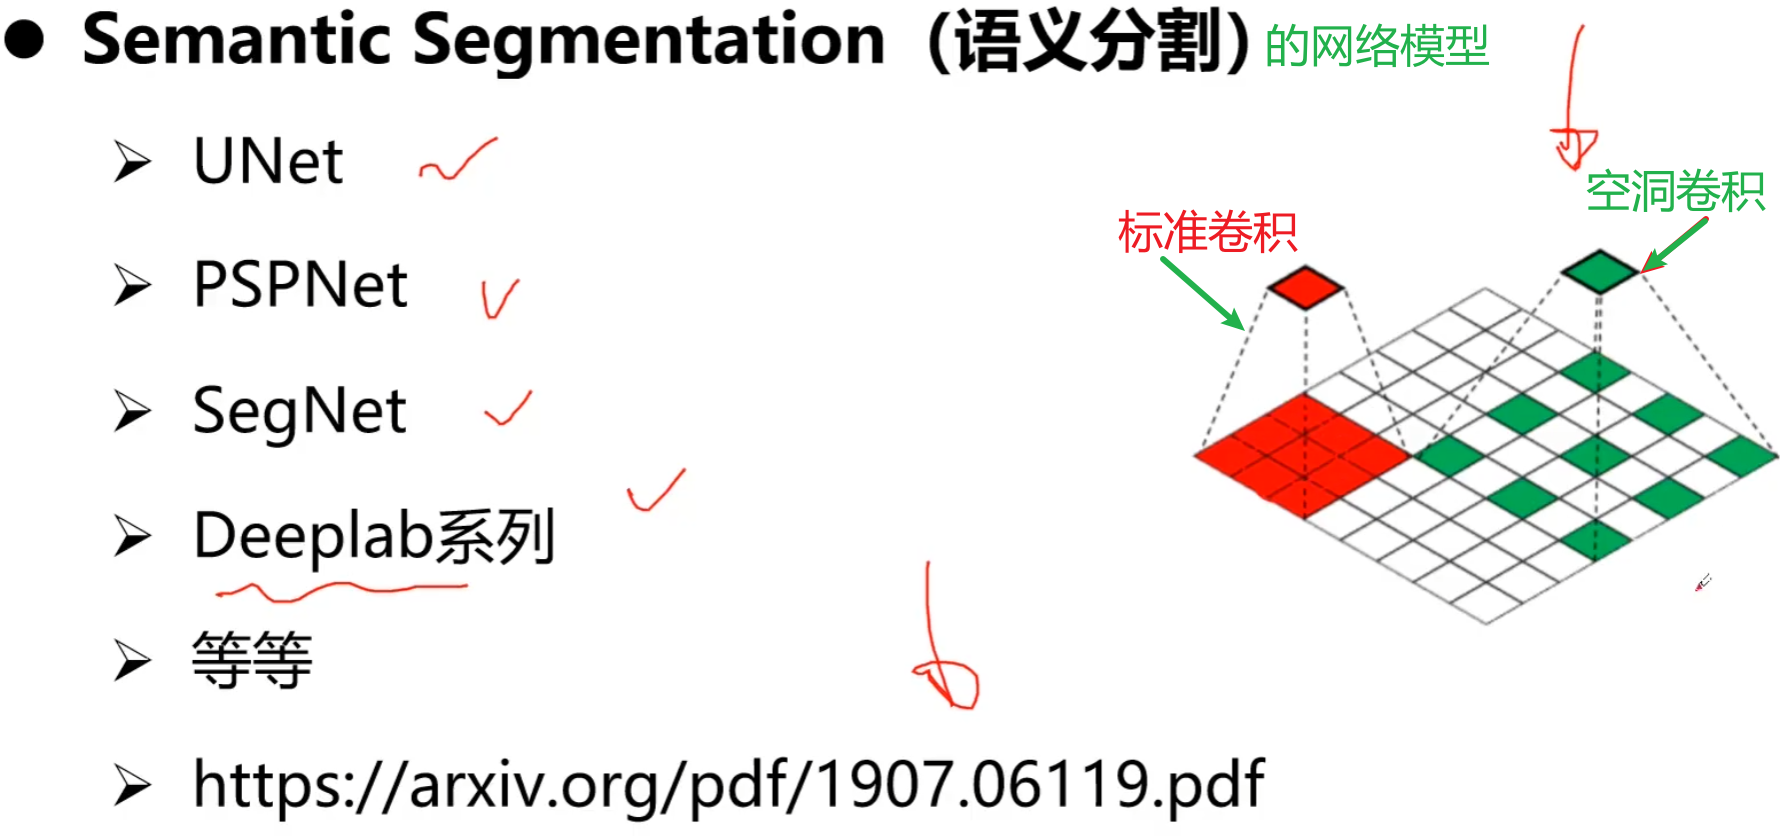 ● Semantic Segmentation（语义分割）的网络模型
➢ UNet
➢ PSPNet
➢ SegNet
➢ Deeplab系列
➢ 等等
➢ https://arxiv.org/pdf/1907.06119.pdf
空洞卷积
标准卷积